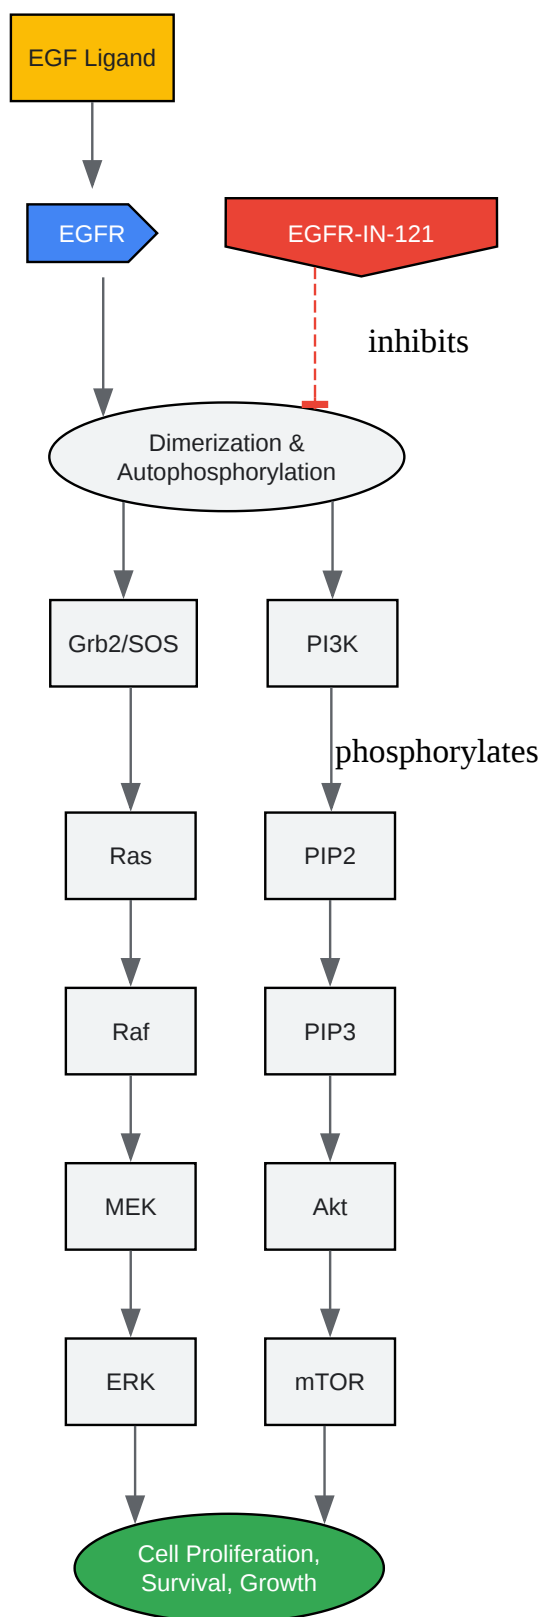 EGF Ligand
EGFR
EGFR-IN-121
inhibits
Dimerization &
Autophosphorylation
Grb2/SOS
PI3K
phosphorylates
Ras
PIP2
Raf
PIP3
MEK
Akt
ERK
mTOR
Cell Proliferation,
Survival, Growth